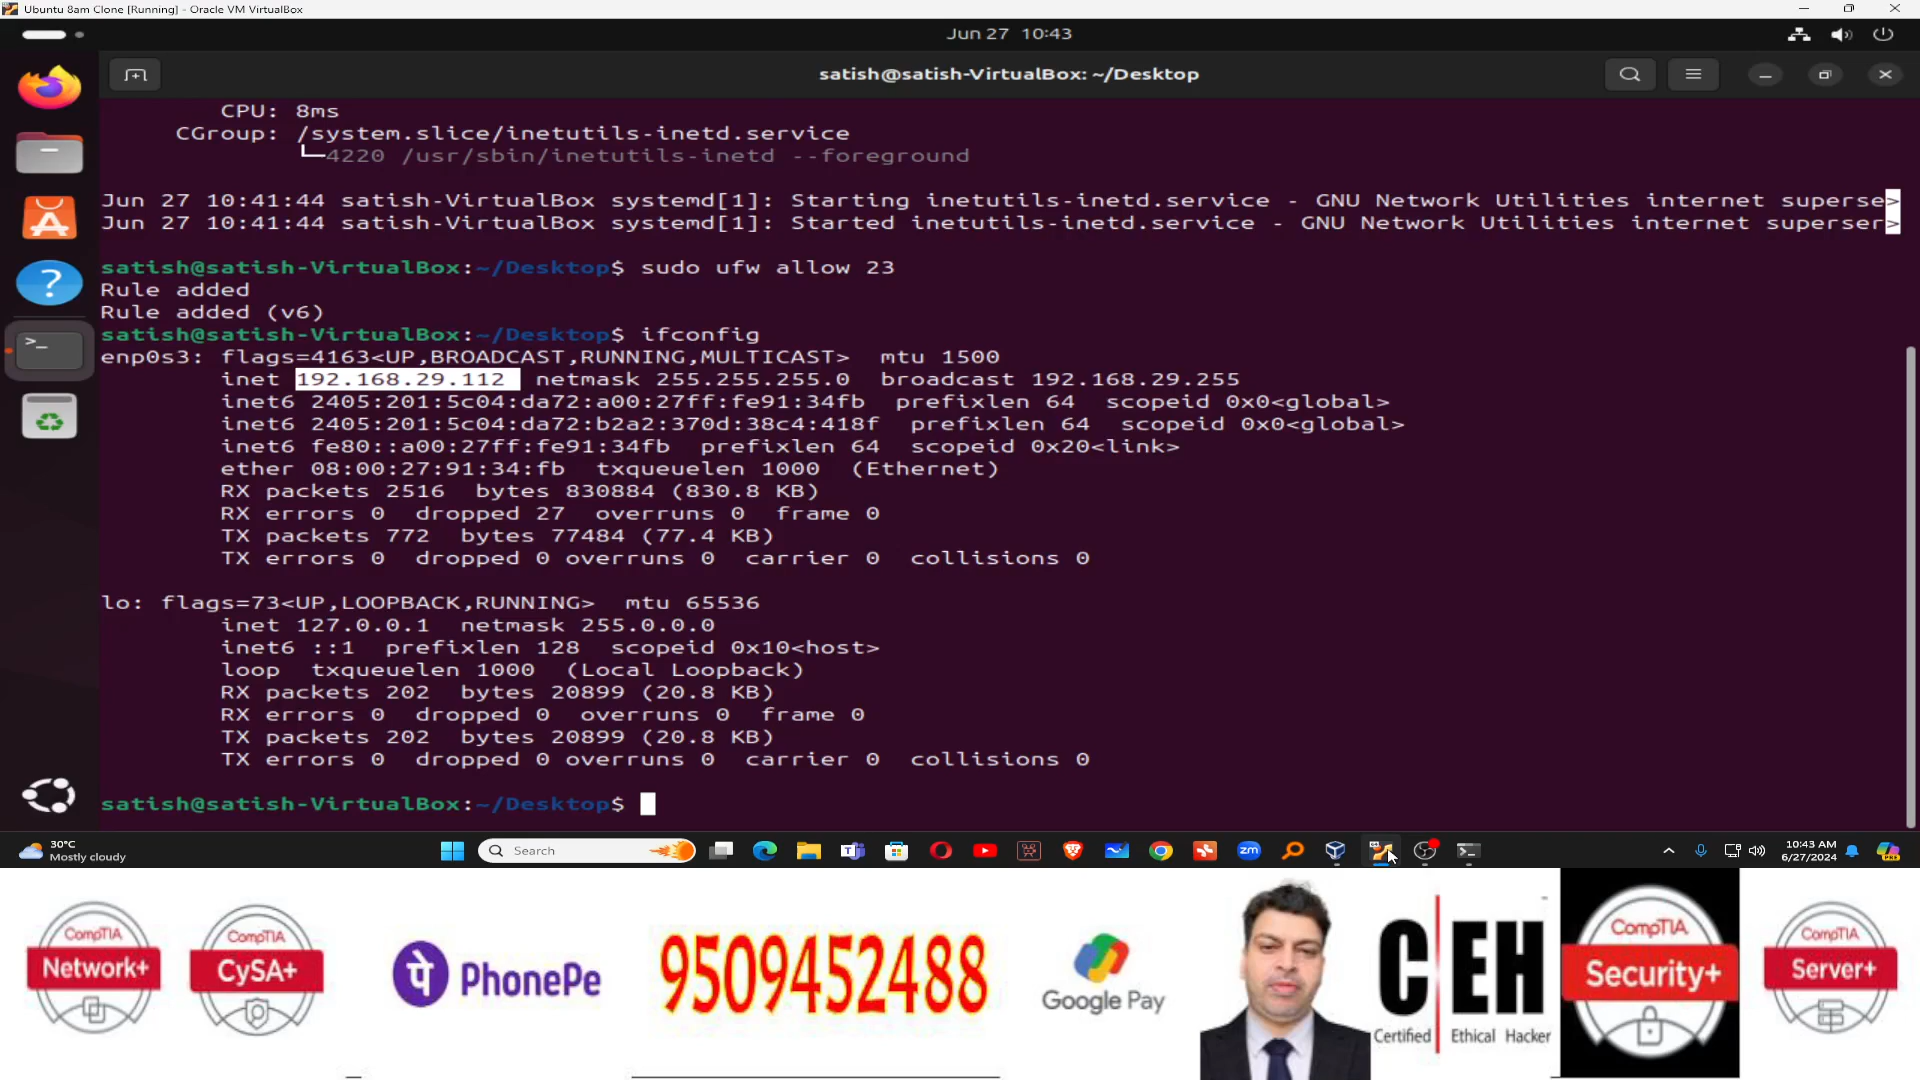 Ubuntu 8am Clone [Running] - Oracle VM VirtualBox
Jun 27 10:43
satish@satish-VirtualBox: ~/Desktop
CPU: 8ms
CGroup: /system.slice/inetutils-inetd.service
└─4220 /usr/sbin/inetutils-inetd --foreground
Jun 27 10:41:44 satish-VirtualBox systemd[1]: Starting inetutils-inetd.service - GNU Network Utilities internet superse>
Jun 27 10:41:44 satish-VirtualBox systemd[1]: Started inetutils-inetd.service - GNU Network Utilities internet superser>
satish@satish-VirtualBox:~/Desktop$ sudo ufw allow 23
Rule added
Rule added (v6)
satish@satish-VirtualBox:~/Desktop$ ifconfig
enp0s3: flags=4163<UP,BROADCAST,RUNNING,MULTICAST>  mtu 1500
inet 192.168.29.112  netmask 255.255.255.0  broadcast 192.168.29.255
inet6 2405:201:5c04:da72:a00:27ff:fe91:34fb  prefixlen 64  scopeid 0x0<global>
inet6 2405:201:5c04:da72:b2a2:370d:38c4:418f  prefixlen 64  scopeid 0x0<global>
inet6 fe80::a00:27ff:fe91:34fb  prefixlen 64  scopeid 0x20<link>
ether 08:00:27:91:34:fb  txqueuelen 1000  (Ethernet)
RX packets 2516  bytes 830884 (830.8 KB)
RX errors 0  dropped 27  overruns 0  frame 0
TX packets 772  bytes 77484 (77.4 KB)
TX errors 0  dropped 0 overruns 0  carrier 0  collisions 0
lo: flags=73<UP,LOOPBACK,RUNNING>  mtu 65536
inet 127.0.0.1  netmask 255.0.0.0
inet6 ::1  prefixlen 128  scopeid 0x10<host>
loop  txqueuelen 1000  (Local Loopback)
RX packets 202  bytes 20899 (20.8 KB)
RX errors 0  dropped 0  overruns 0  frame 0
TX packets 202  bytes 20899 (20.8 KB)
TX errors 0  dropped 0 overruns 0  carrier 0  collisions 0
satish@satish-VirtualBox:~/Desktop$
30°C
Mostly cloudy
Search
zm
10:43 AM
6/27/2024
CompTIA
Network+
CompTIA
CySA+
पे PhonePe
9509452488
Google Pay
CEH
Certified Ethical Hacker
CompTIA
Security+
CompTIA
Server+